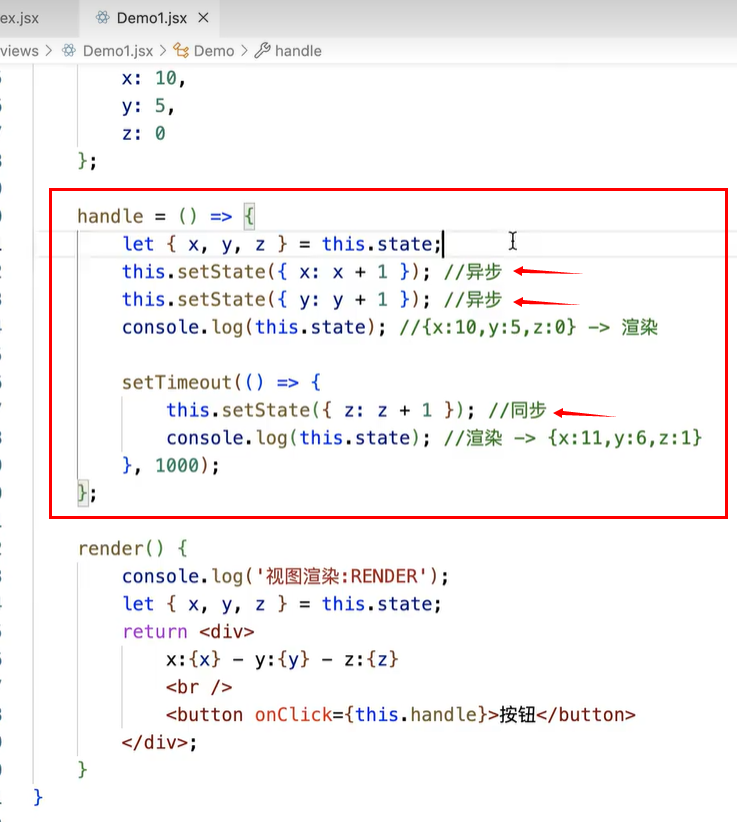 ex.jsx Demo1.jsx ×
views > Demo1.jsx > Demo > handle
x: 10,
y: 5,
z: 0
};
handle = () => {
let { x, y, z } = this.state;
this.setState({ x: x + 1 }); //异步
this.setState({ y: y + 1 }); //异步
console.log(this.state); //{x:10,y:5,z:0} -> 渲染
setTimeout(() => {
this.setState({ z: z + 1 }); //同步
console.log(this.state); //渲染 -> {x:11,y:6,z:1}
}, 1000);
};
render() {
console.log('视图渲染:RENDER');
let { x, y, z } = this.state;
return <div>
x:{x} - y:{y} - z:{z}
<br />
<button onClick={this.handle}>按钮</button>
</div>;
}
}